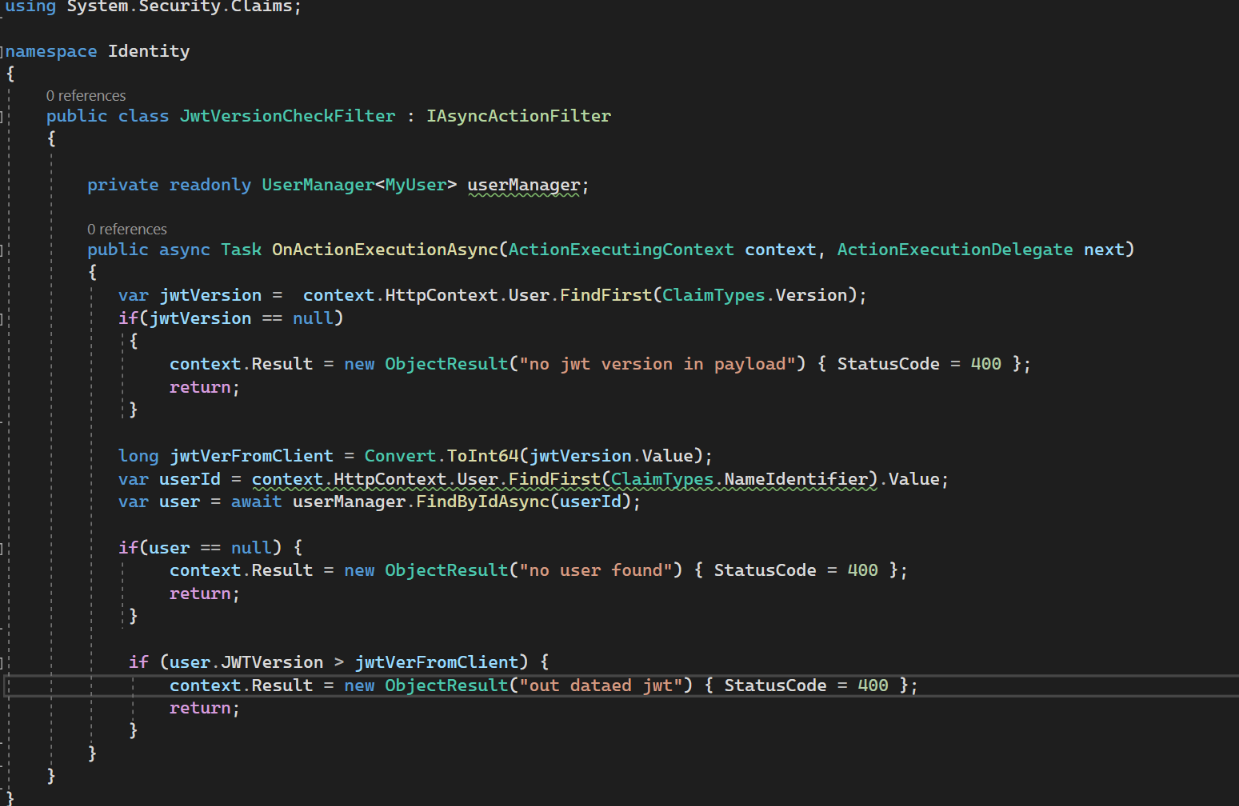 using System.Security.Claims;
namespace Identity
{
0 references
public class JwtVersionCheckFilter : IAsyncActionFilter
{
private readonly UserManager<MyUser> userManager;
0 references
public async Task OnActionExecutionAsync(ActionExecutingContext context, ActionExecutionDelegate next)
{
var jwtVersion =  context.HttpContext.User.FindFirst(ClaimTypes.Version);
if(jwtVersion == null)
{
context.Result = new ObjectResult("no jwt version in payload") { StatusCode = 400 };
return;
}
long jwtVerFromClient = Convert.ToInt64(jwtVersion.Value);
var userId = context.HttpContext.User.FindFirst(ClaimTypes.NameIdentifier).Value;
var user = await userManager.FindByIdAsync(userId);
if(user == null) {
context.Result = new ObjectResult("no user found") { StatusCode = 400 };
return;
}
if (user.JWTVersion > jwtVerFromClient) {
context.Result = new ObjectResult("out dataed jwt") { StatusCode = 400 };
return;
}
}
}
}